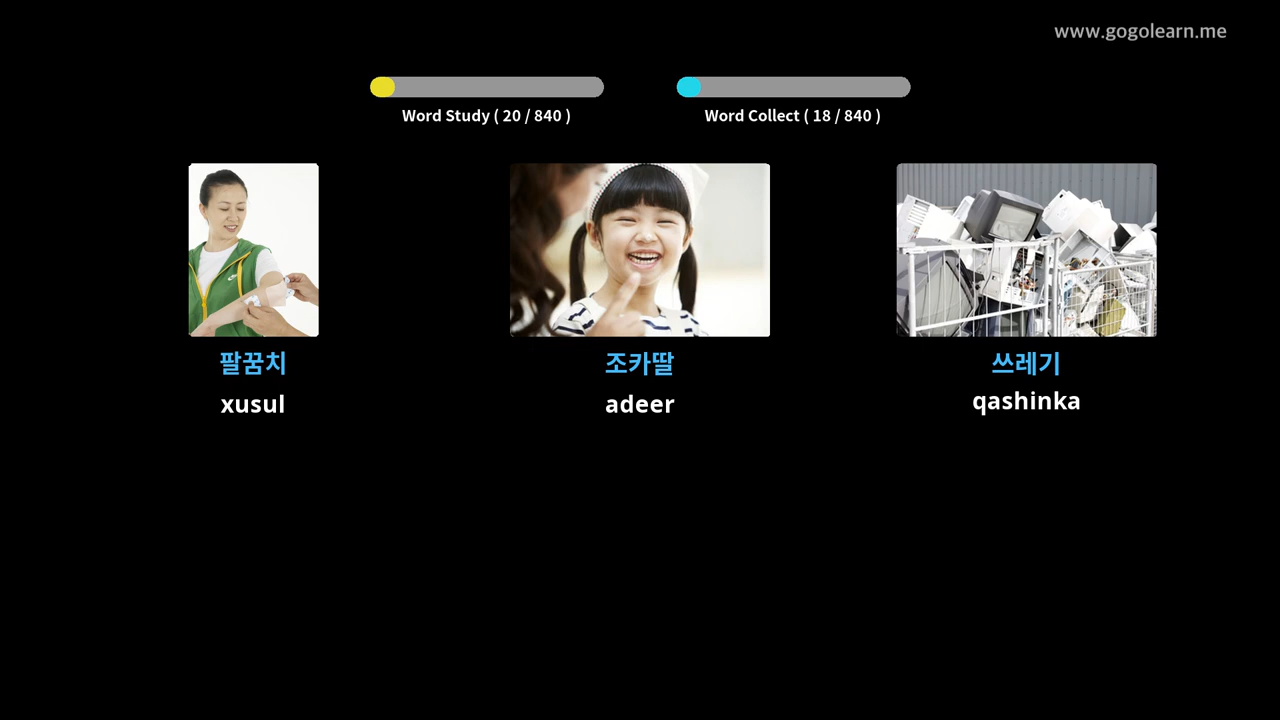 www.gogolearn.me
Word Study ( 20 / 840 )
Word Collect ( 18 / 840 )
팔꿈치
xusul
조카딸
adeer
쓰레기
qashinka